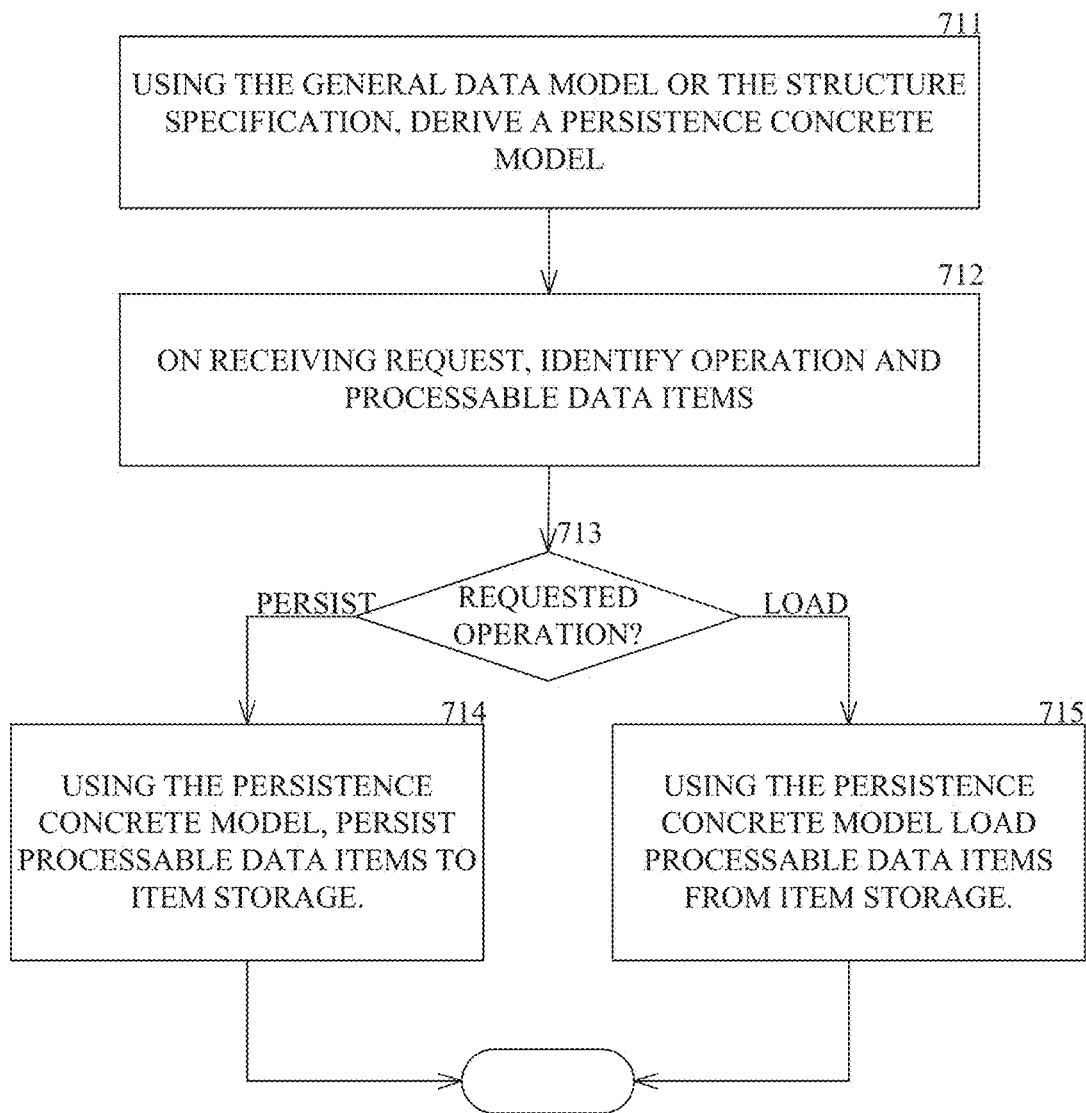 711
USING THE GENERAL DATA MODEL OR THE STRUCTURE
SPECIFICATION, DERIVE A PERSISTENCE CONCRETE
MODEL
712
ON RECEIVING REQUEST, IDENTIFY OPERATION AND
PROCESSABLE DATA ITEMS
713
REQUESTED
OPERATION?
PERSIST
LOAD
714
USING THE PERSISTENCE
CONCRETE MODEL, PERSIST
PROCESSABLE DATA ITEMS TO
ITEM STORAGE.
715
USING THE PERSISTENCE
CONCRETE MODEL LOAD
PROCESSABLE DATA ITEMS
FROM ITEM STORAGE.